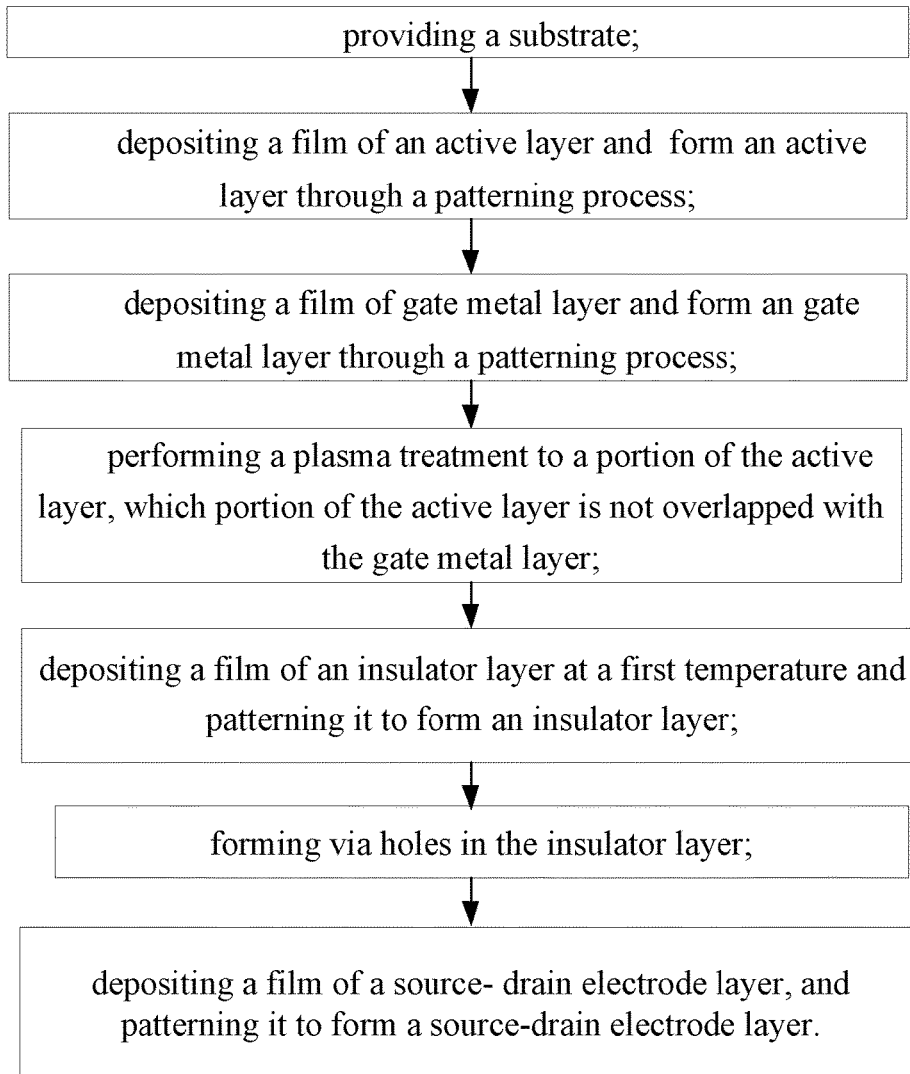 providing a substrate;
depositing a film of an active layer and form an active
layer through a patterning process;
depositing a film of gate metal layer and form an gate
metal layer through a patterning process;
performing a plasma treatment to a portion of the active
layer, which portion of the active layer is not overlapped with
the gate metal layer;
depositing a film of an insulator layer at a first temperature and
patterning it to form an insulator layer;
forming via holes in the insulator layer;
depositing a film of a source- drain electrode layer, and
patterning it to form a source-drain electrode layer.